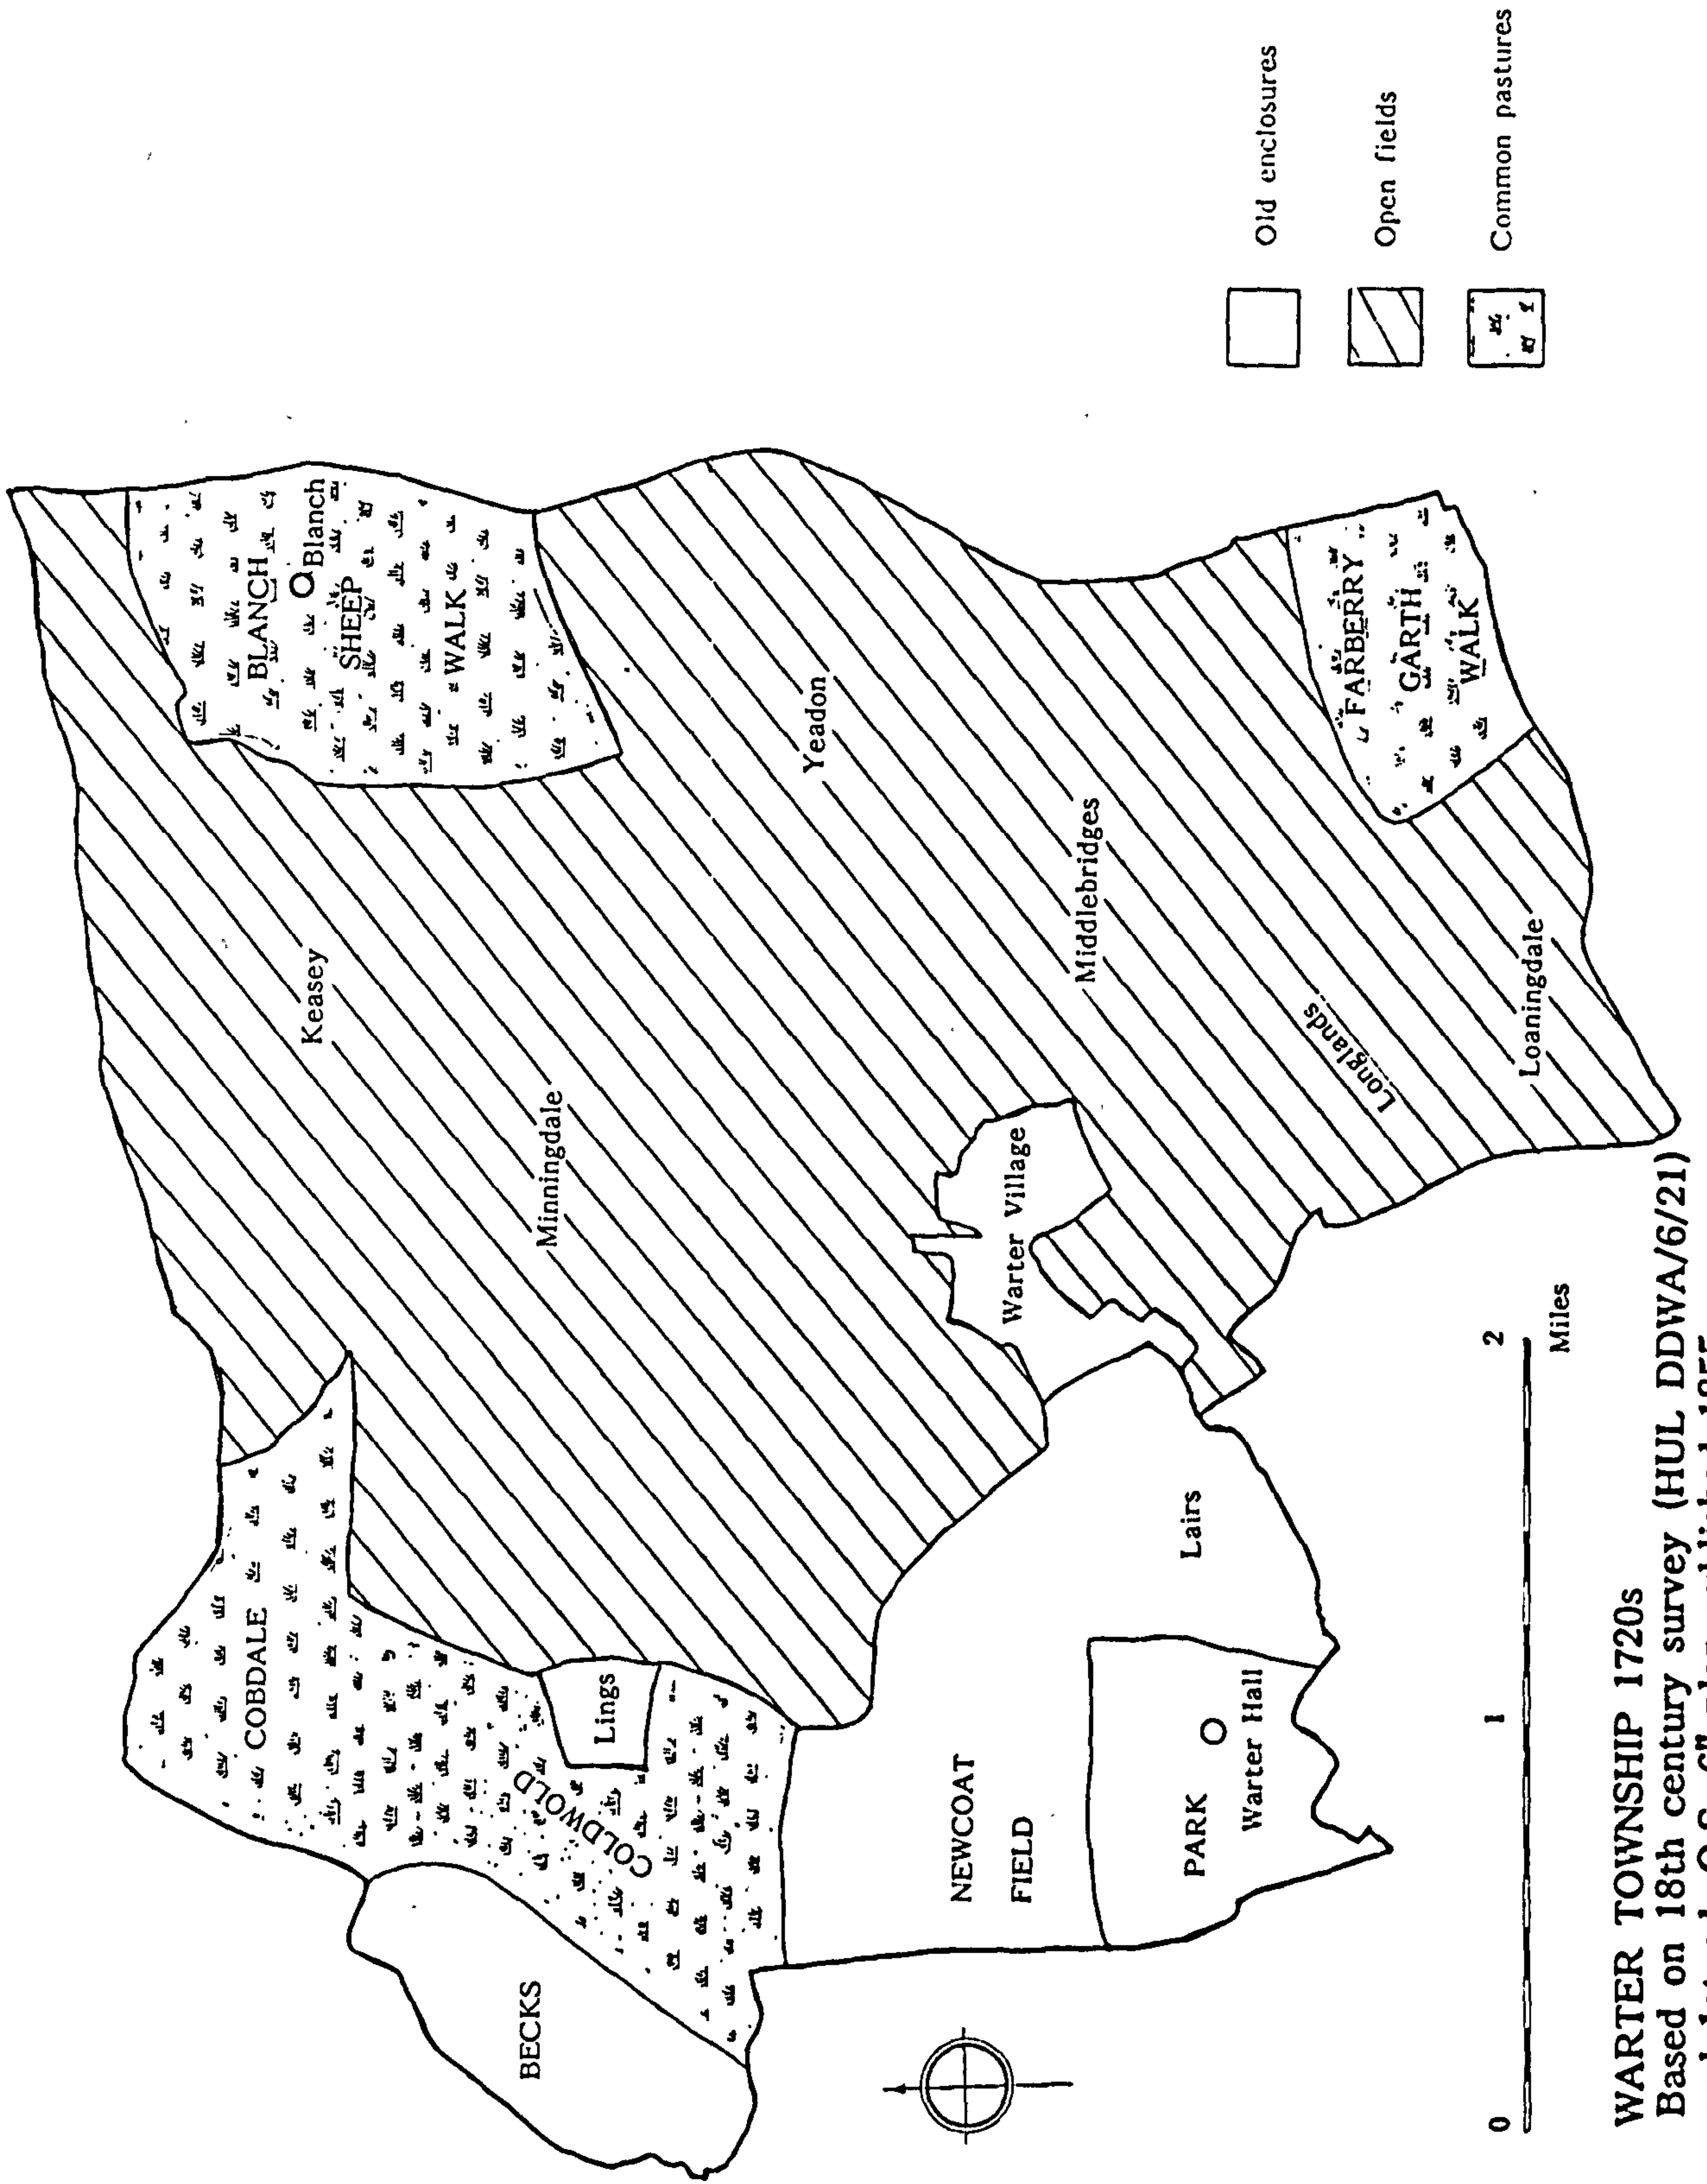 BLANCH
Blanch
SHEEP
WALK
COBDALE
Keasey
COLDWOLD
Lings
Minningdale
BECKS
Yeadon
NEWCOAT
FIELD
Warter Village
Middlebridges
PARK
Warter Hall
Lairs
FARBERRY
GARTH
WALK
Longlands
Loaningdale
Old enclosures
Open fields
Common pastures
0 1 2
Miles
WARTER TOWNSHIP 1720s
Based on 18th century survey (HUL DDWA/6/21)